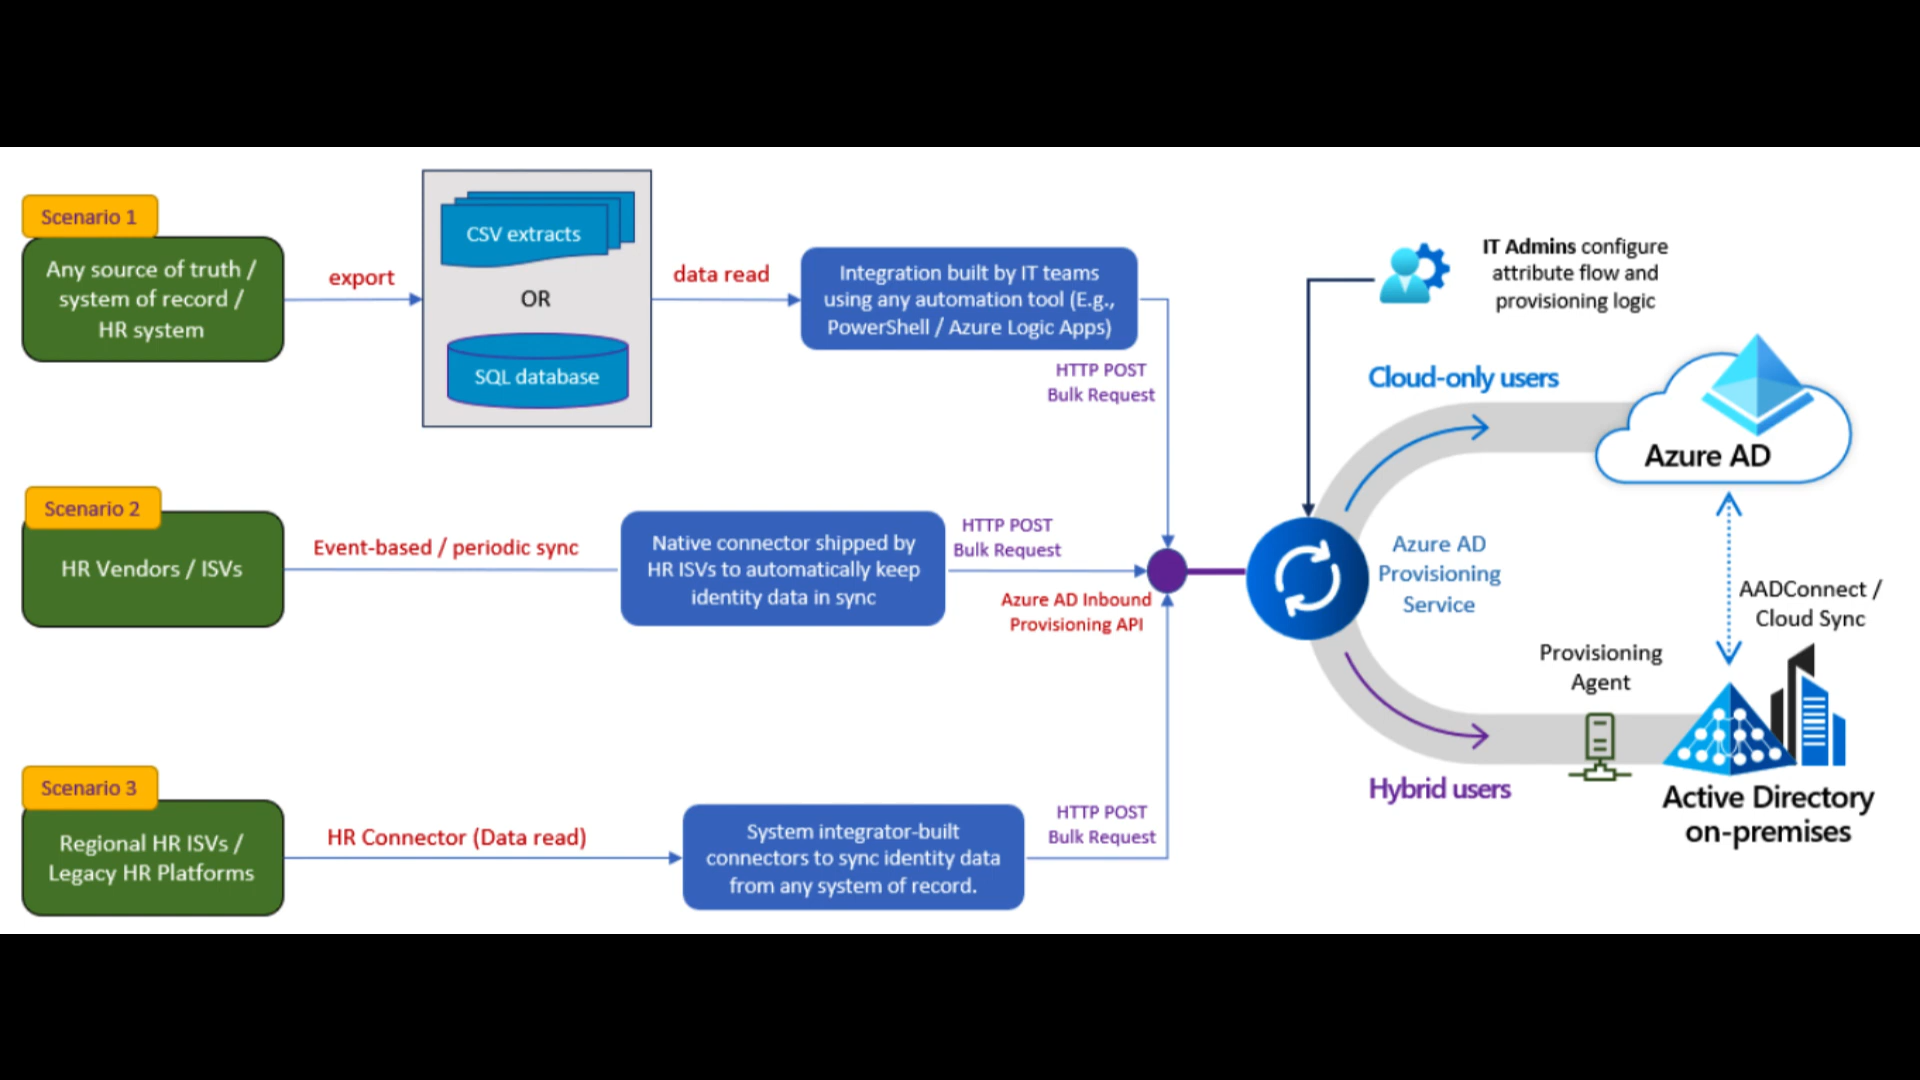 Scenario 1
Any source of truth /
system of record /
HR system
export
CSV extracts
OR
SQL database
data read
Integration built by IT teams
using any automation tool (E.g.,
PowerShell / Azure Logic Apps)
HTTP POST
Bulk Request
Scenario 2
HR Vendors / ISVs
Event-based / periodic sync
Native connector shipped by
HR ISVs to automatically keep
identity data in sync
HTTP POST
Bulk Request
Azure AD Inbound
Provisioning API
Scenario 3
Regional HR ISVs /
Legacy HR Platforms
HR Connector (Data read)
System integrator-built
connectors to sync identity data
from any system of record.
HTTP POST
Bulk Request
IT Admins configure
attribute flow and
provisioning logic
Cloud-only users
Azure AD
Azure AD
Provisioning
Service
AADConnect /
Cloud Sync
Provisioning
Agent
Hybrid users
Active Directory
on-premises